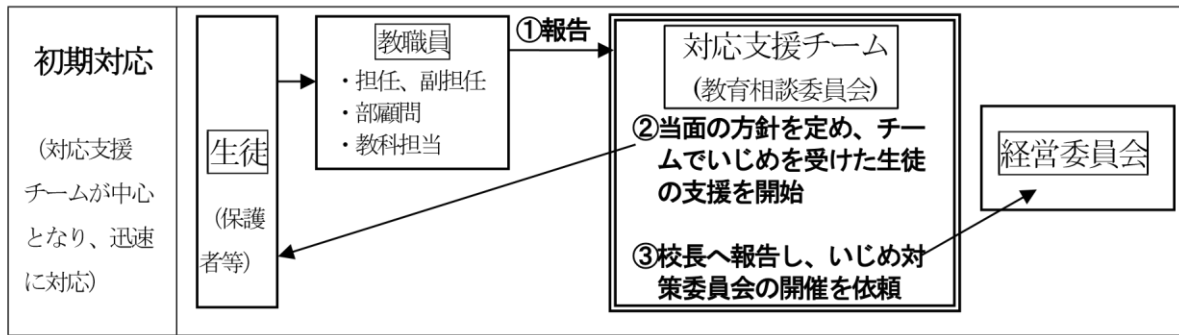 初期対応
(対応支援
チームが中心
となり、迅速
に対応)
生徒
(保護
者等)
教職員
・担任、副担任
・部顧問
・教科担当
①報告
対応支援チーム
(教育相談委員会)
②当面の方針を定め、チー
ムでいじめを受けた生徒
の支援を開始
③校長へ報告し、いじめ対
策委員会の開催を依頼
経営委員会